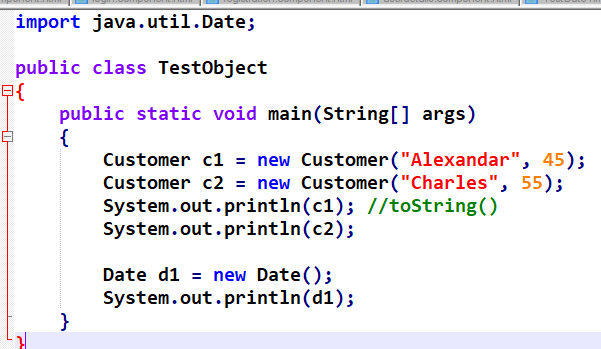 import java.util.Date;
public class TestObject
{
public static void main(String[] args)
{
Customer c1 = new Customer("Alexandar", 45);
Customer c2 = new Customer("Charles", 55);
System.out.println(c1); //toString()
System.out.println(c2);
Date d1 = new Date();
System.out.println(d1);
}
}